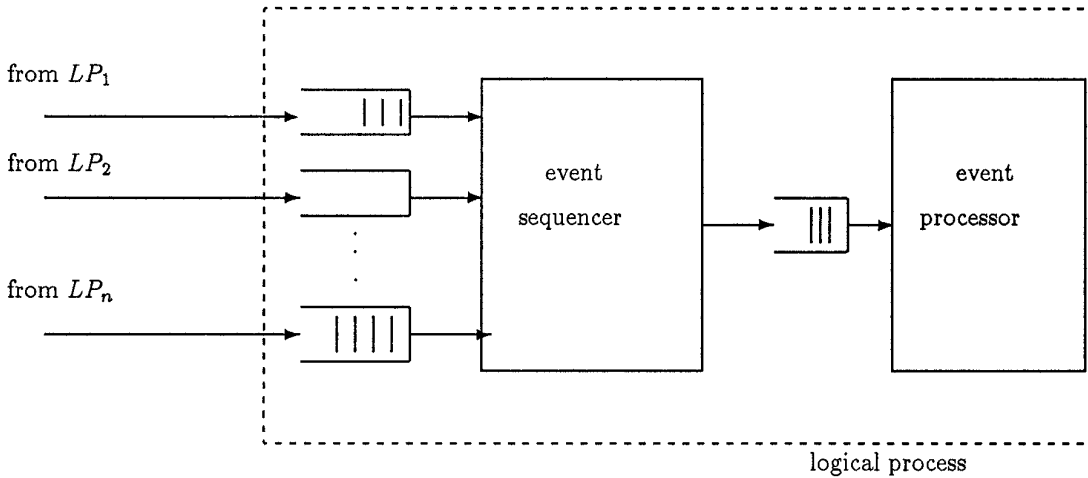 from LP₁
from LP₂
from LPₙ
event
sequencer
event
processor
logical process